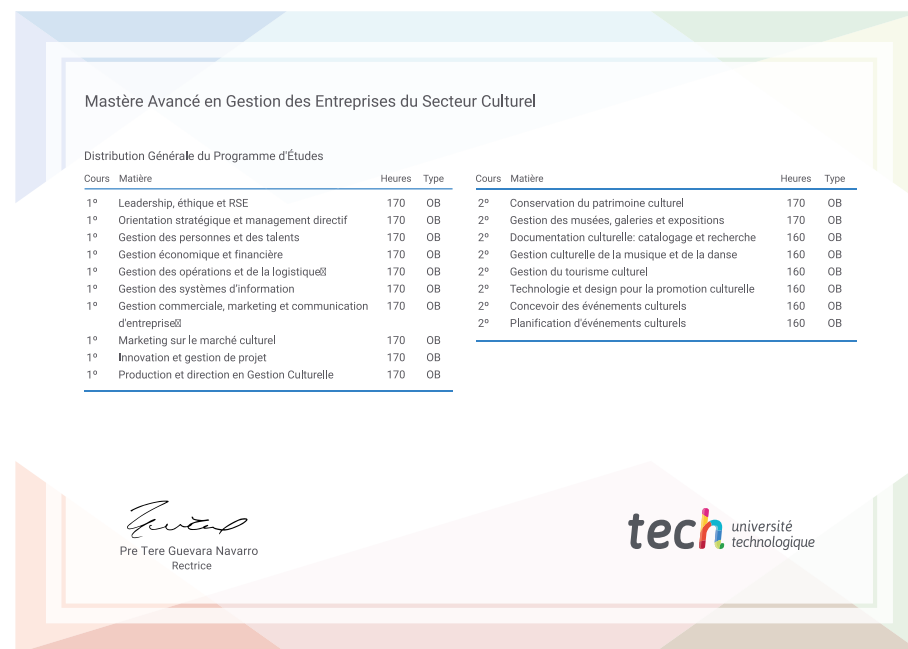 Mastère Avancé en Gestion des Entreprises du Secteur Culturel
Distribution Générale du Programme d'Études
Cours Matière Heures Type
1º Leadership, éthique et RSE 170 OB
1º Orientation stratégique et management directif 170 OB
1º Gestion des personnes et des talents 170 OB
1º Gestion économique et financière 170 OB
1º Gestion des opérations et de la logistique 170 OB
1º Gestion des systèmes d'information 170 OB
1º Gestion commerciale, marketing et communication 170 OB
d'entreprise
1º Marketing sur le marché culturel 170 OB
1º Innovation et gestion de projet 170 OB
1º Production et direction en Gestion Culturelle 170 OB
Cours Matière Heures Type
2º Conservation du patrimoine culturel 170 OB
2º Gestion des musées, galeries et expositions 170 OB
2º Documentation culturelle: catalogage et recherche 160 OB
2º Gestion culturelle de la musique et de la danse 160 OB
2º Gestion du tourisme culturel 160 OB
2º Technologie et design pour la promotion culturelle 160 OB
2º Concevoir des événements culturels 160 OB
2º Planification d'événements culturels 160 OB
Pre Tere Guevara Navarro
Rectrice
tech université
technologique